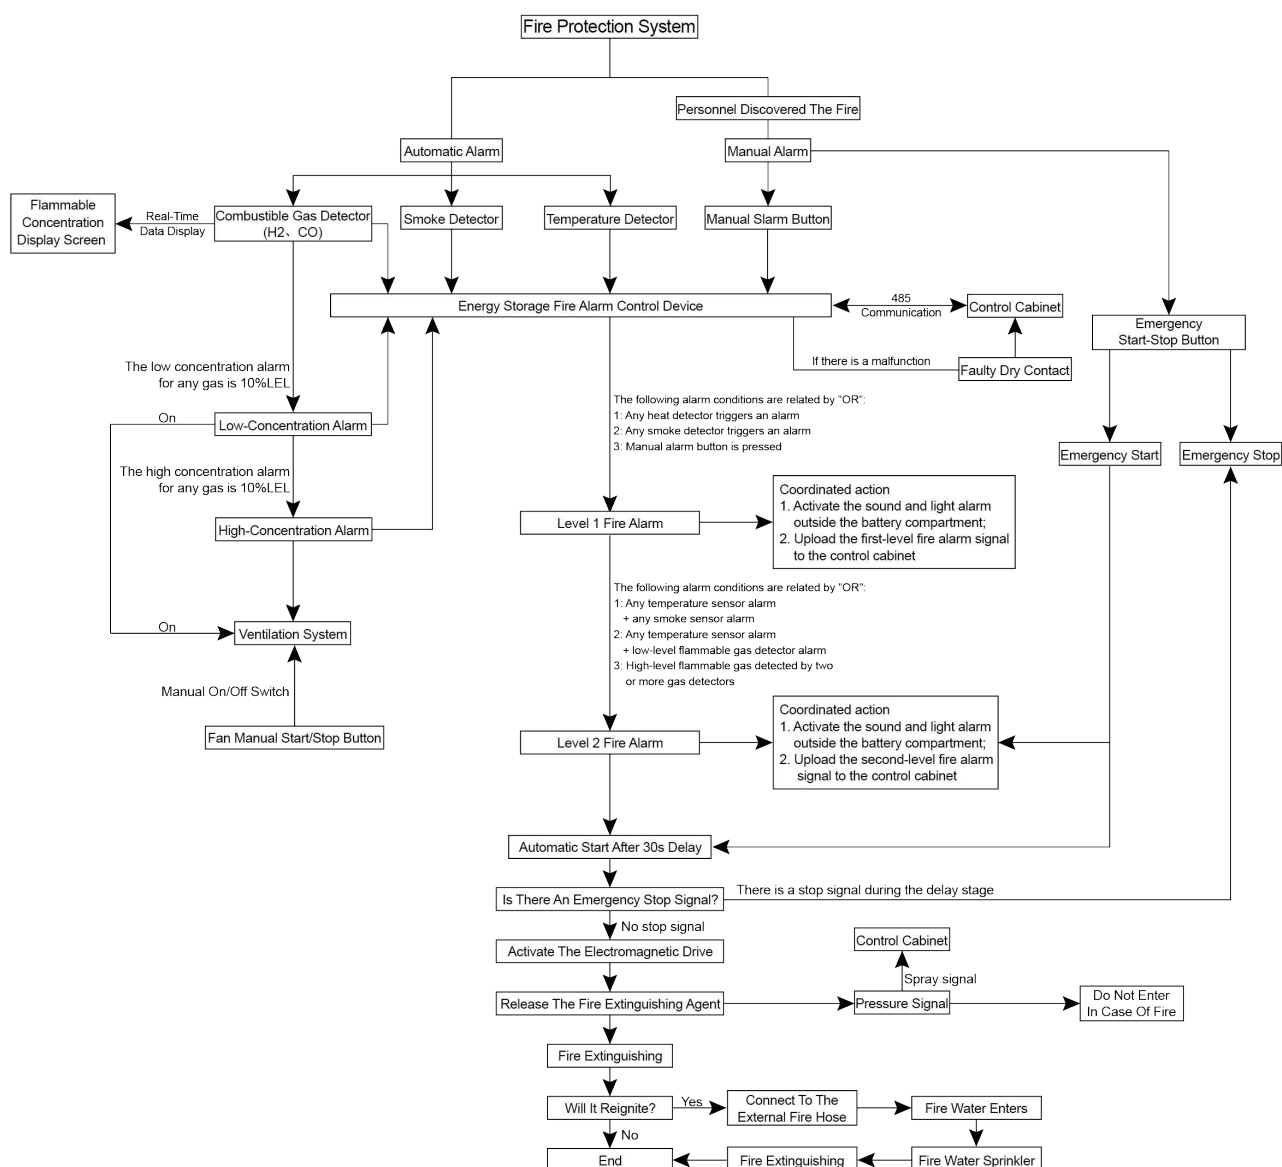 Fire Protection System
Personnel Discovered The Fire
Automatic Alarm
Manual Alarm
Flammable
Concentration
Display Screen
Real-Time
Data Display
Combustible Gas Detector
(H2、CO)
Smoke Detector
Temperature Detector
Manual Slarm Button
Energy Storage Fire Alarm Control Device
485
Communication
Control Cabinet
Emergency
Start-Stop Button
If there is a malfunction
Faulty Dry Contact
The low concentration alarm
for any gas is 10%LEL
On
Low-Concentration Alarm
The following alarm conditions are related by "OR":
1: Any heat detector triggers an alarm
2: Any smoke detector triggers an alarm
3: Manual alarm button is pressed
Emergency Start
Emergency Stop
The high concentration alarm
for any gas is 10%LEL
High-Concentration Alarm
Level 1 Fire Alarm
Coordinated action
1. Activate the sound and light alarm
outside the battery compartment;
2. Upload the first-level fire alarm signal
to the control cabinet
The following alarm conditions are related by "OR":
1: Any temperature sensor alarm
+ any smoke sensor alarm
2: Any temperature sensor alarm
+ low-level flammable gas detector alarm
3: High-level flammable gas detected by two
or more gas detectors
On
Ventilation System
Manual On/Off Switch
Fan Manual Start/Stop Button
Level 2 Fire Alarm
Coordinated action
1. Activate the sound and light alarm
outside the battery compartment;
2. Upload the second-level fire alarm
signal to the control cabinet
Automatic Start After 30s Delay
Is There An Emergency Stop Signal?
There is a stop signal during the delay stage
No stop signal
Activate The Electromagnetic Drive
Control Cabinet
Spray signal
Release The Fire Extinguishing Agent
Pressure Signal
Do Not Enter
In Case Of Fire
Fire Extinguishing
Will It Reignite?
Yes
Connect To The
External Fire Hose
Fire Water Enters
No
End
Fire Extinguishing
Fire Water Sprinkler